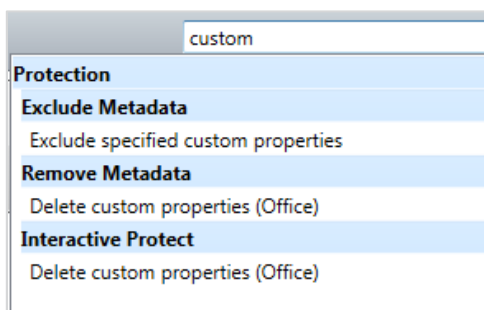 custom
Protection
Exclude Metadata
Exclude specified custom properties
Remove Metadata
Delete custom properties (Office)
Interactive Protect
Delete custom properties (Office)